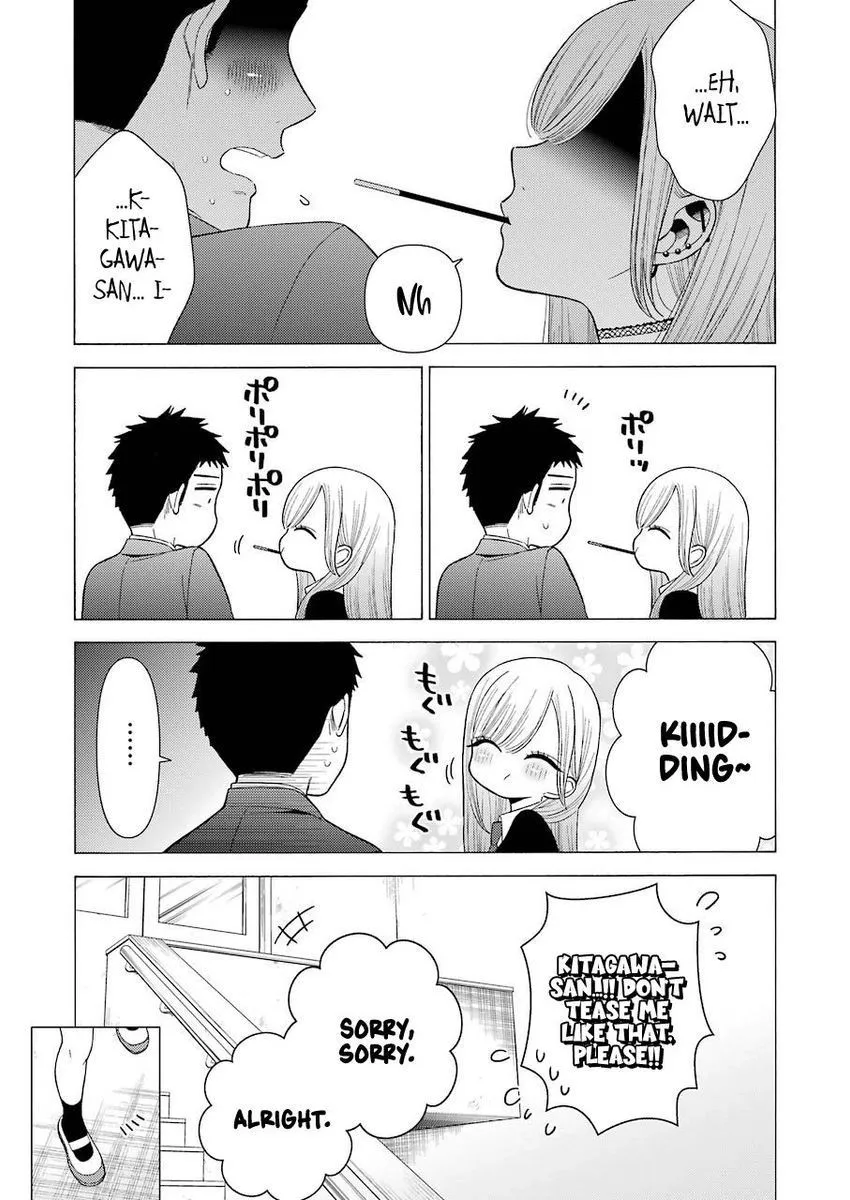 ...EH,
WAIT...
...K-
KITA-
GAWA-
SAN... I-
Nh
ポリッ
ポリポリポリ
KIIIID-
DING~
もぐ
もぐ
もぐ
........
KITAGAWA-
SAN...!!! DON'T
TEASE ME
LIKE THAT,
PLEASE!!
SORRY,
SORRY.
ALRIGHT.